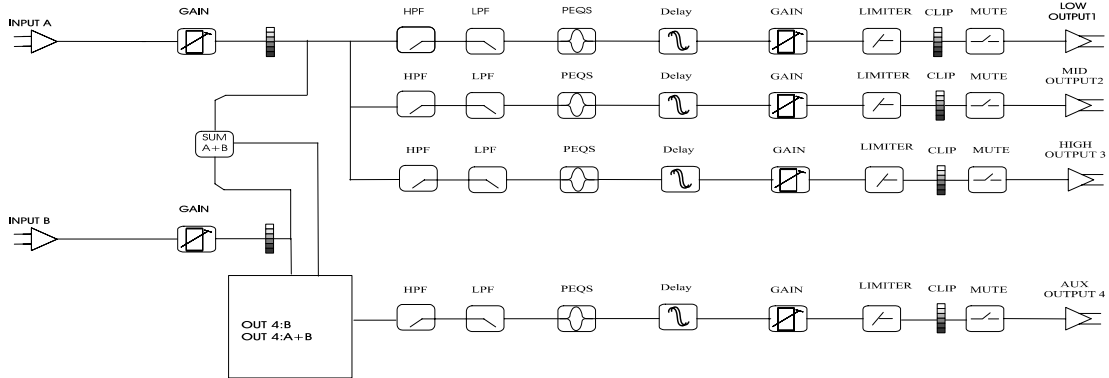 INPUT A
GAIN
HPF LPF PEQS Delay GAIN LIMITER CLIP MUTE
LOW
OUTPUT1
HPF LPF PEQS Delay GAIN LIMITER CLIP MUTE
MID
OUTPUT2
SUM
A+B
HPF LPF PEQS Delay GAIN LIMITER CLIP MUTE
HIGH
OUTPUT 3
INPUT B
GAIN
HPF LPF PEQS Delay GAIN LIMITER CLIP MUTE
AUX
OUTPUT 4
OUT 4:B
OUT 4:A+B